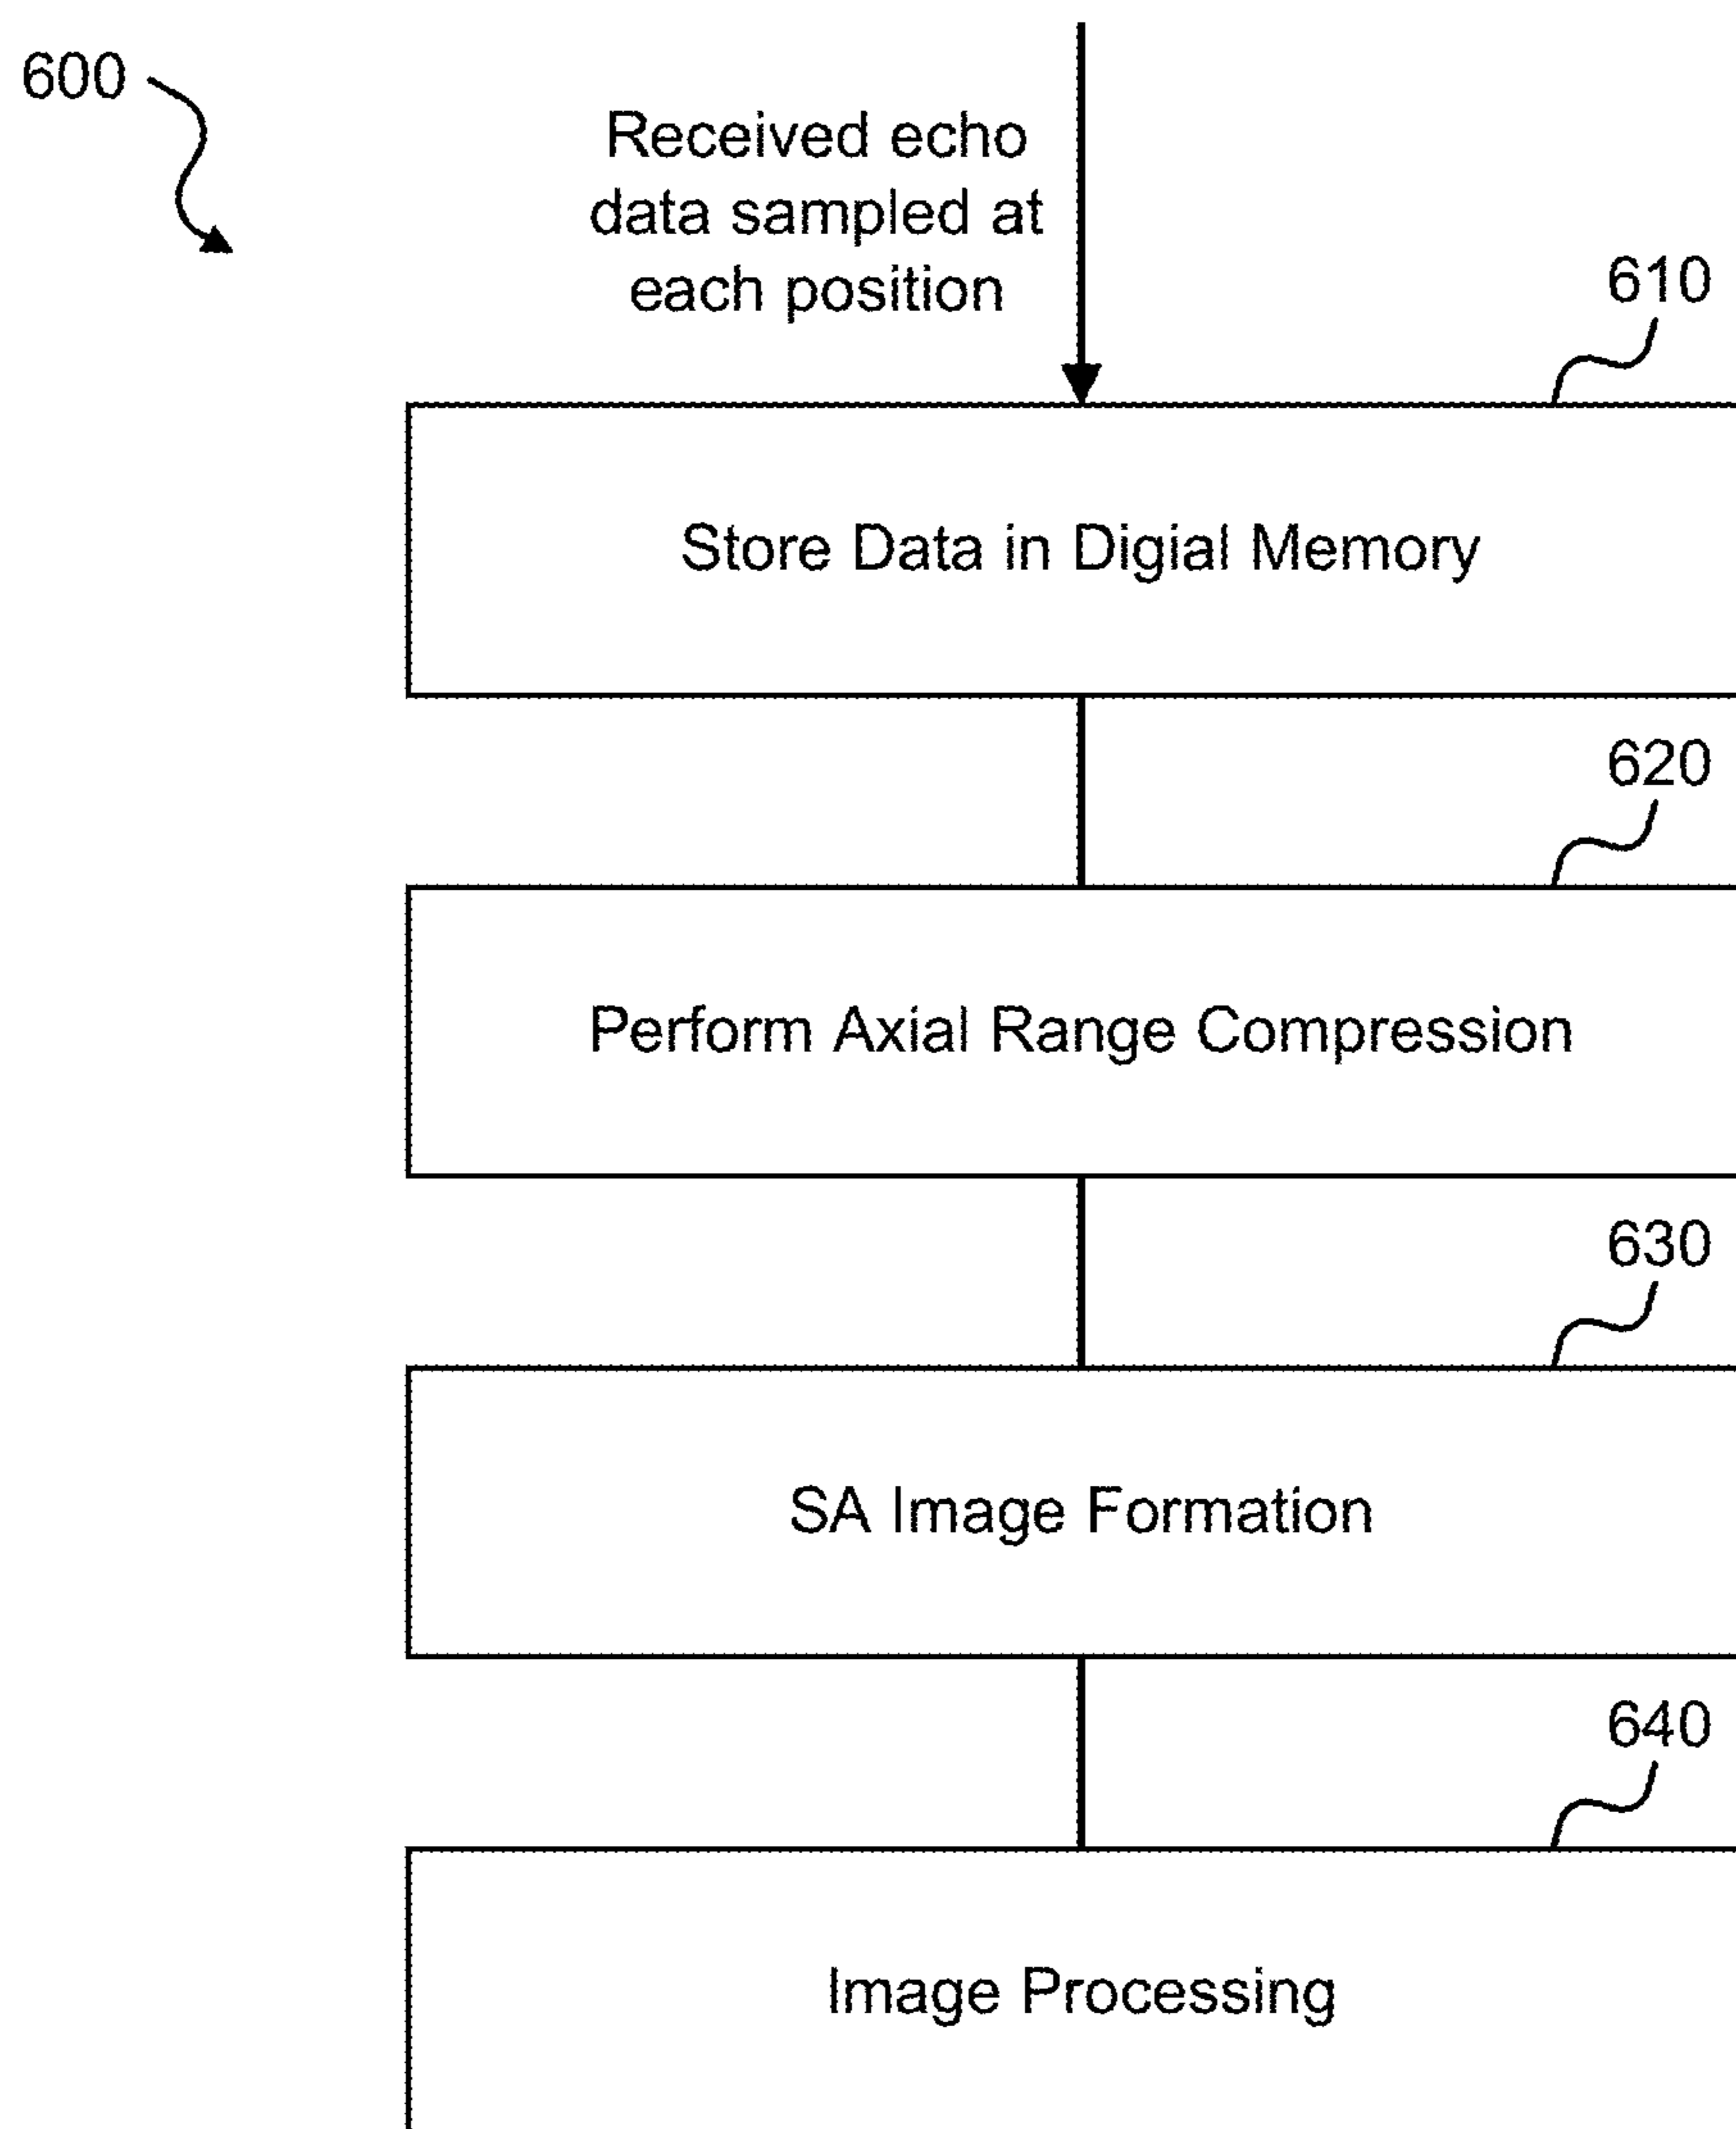 600
Received echo
data sampled at
each position
610
Store Data in Digial Memory
620
Perform Axial Range Compression
630
SA Image Formation
640
Image Processing